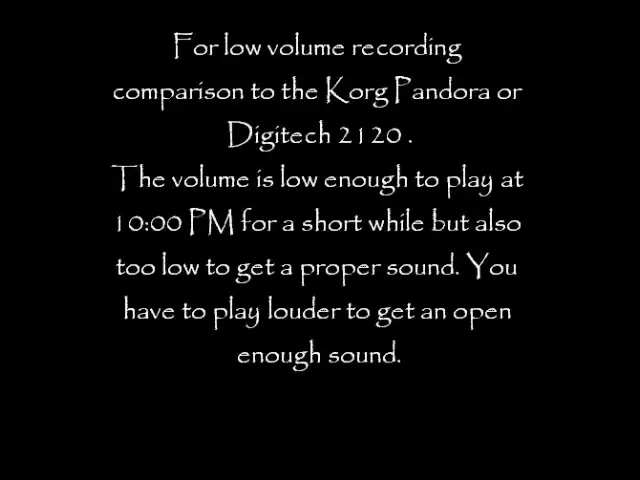 For low volume recording
comparison to the Korg Pandora or
Digitech 2120 .
The volume is low enough to play at
10:00 PM for a short while but also
too low to get a proper sound. You
have to play louder to get an open
enough sound.